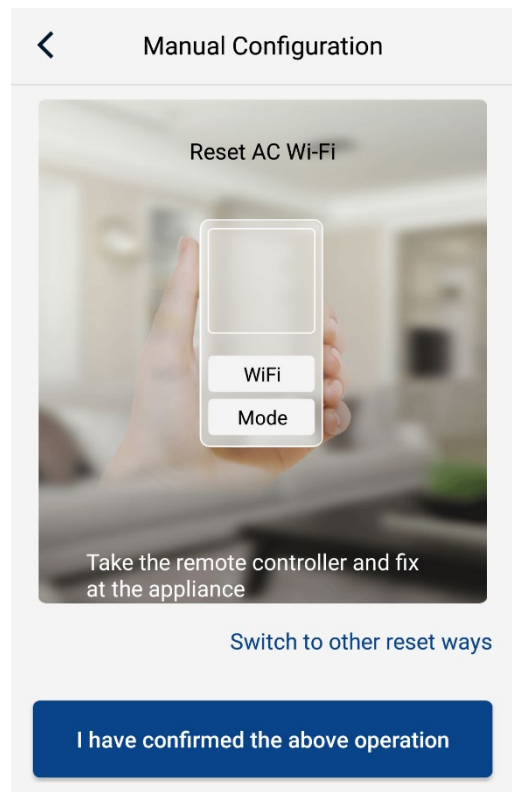 Manual Configuration
Reset AC Wi-Fi
WiFi
Mode
Take the remote controller and fix
at the appliance
Switch to other reset ways
I have confirmed the above operation